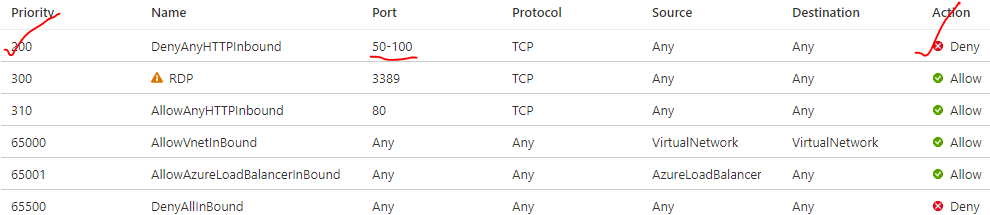 Priority Name Port Protocol Source Destination Action
200 DenyAnyHTTPInbound 50-100 TCP Any Any Deny
300 RDP 3389 TCP Any Any Allow
310 AllowAnyHTTPInbound 80 TCP Any Any Allow
65000 AllowVnetInBound Any Any VirtualNetwork VirtualNetwork Allow
65001 AllowAzureLoadBalancerInBound Any Any AzureLoadBalancer Any Allow
65500 DenyAllInBound Any Any Any Any Deny